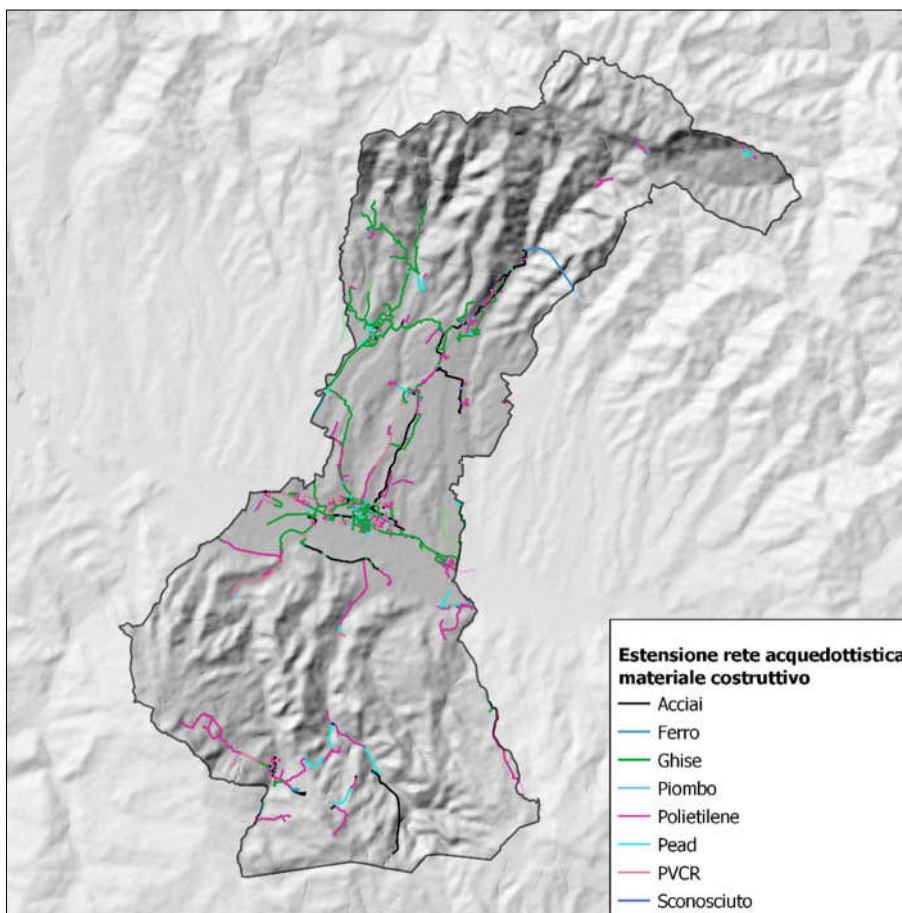 Estensione rete acquedottistica
materiale costruttivo
Acciai
Ferro
Ghise
Piombo
Polietilene
Pead
PVCR
Sconosciuto